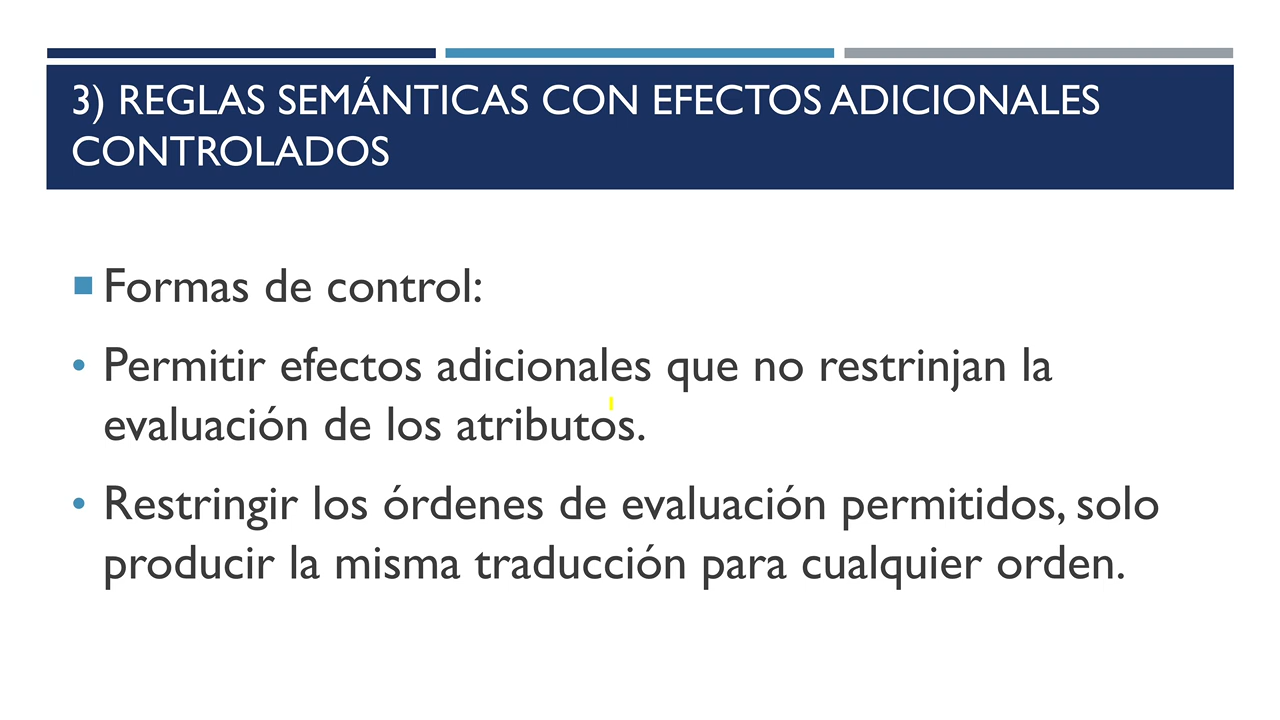 3) REGLAS SEMÁNTICAS CON EFECTOS ADICIONALES
CONTROLADOS
Formas de control:
Permitir efectos adicionales que no restrinjan la
evaluación de los atributos.
Restringir los órdenes de evaluación permitidos, solo
producir la misma traducción para cualquier orden.